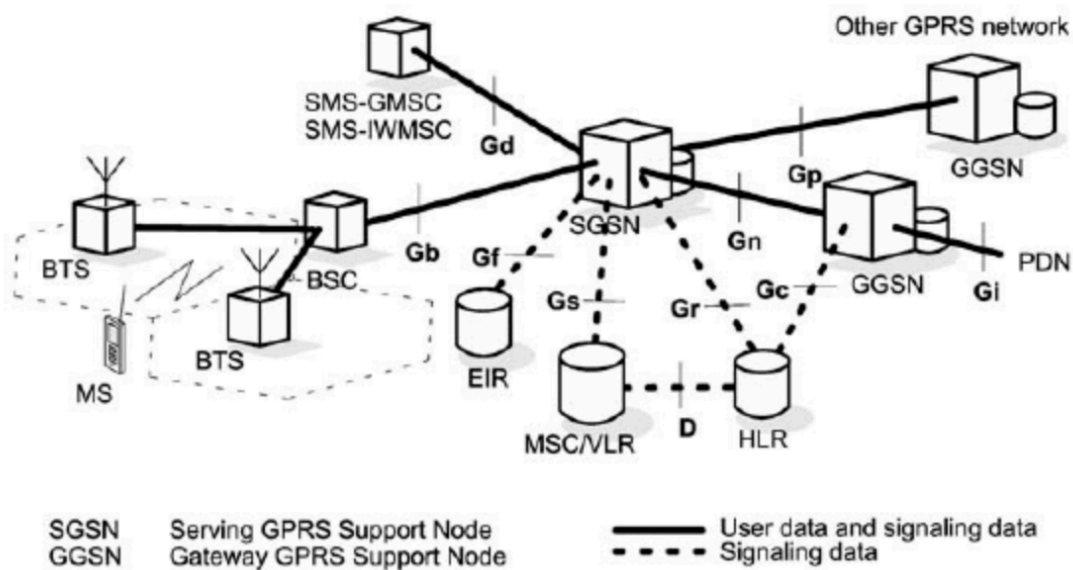 Other GPRS network
SMS-GMSC
SMS-IWMSC
Gd
Gp
GGSN
SGSN
Gn
BTS
BSC
Gb
Gf
GGSN
Gi
PDN
Gs
Gr
Gc
BTS
MS
EIR
MSC/VLR
D
HLR
SGSN Serving GPRS Support Node
GGSN Gateway GPRS Support Node
User data and signaling data
Signaling data